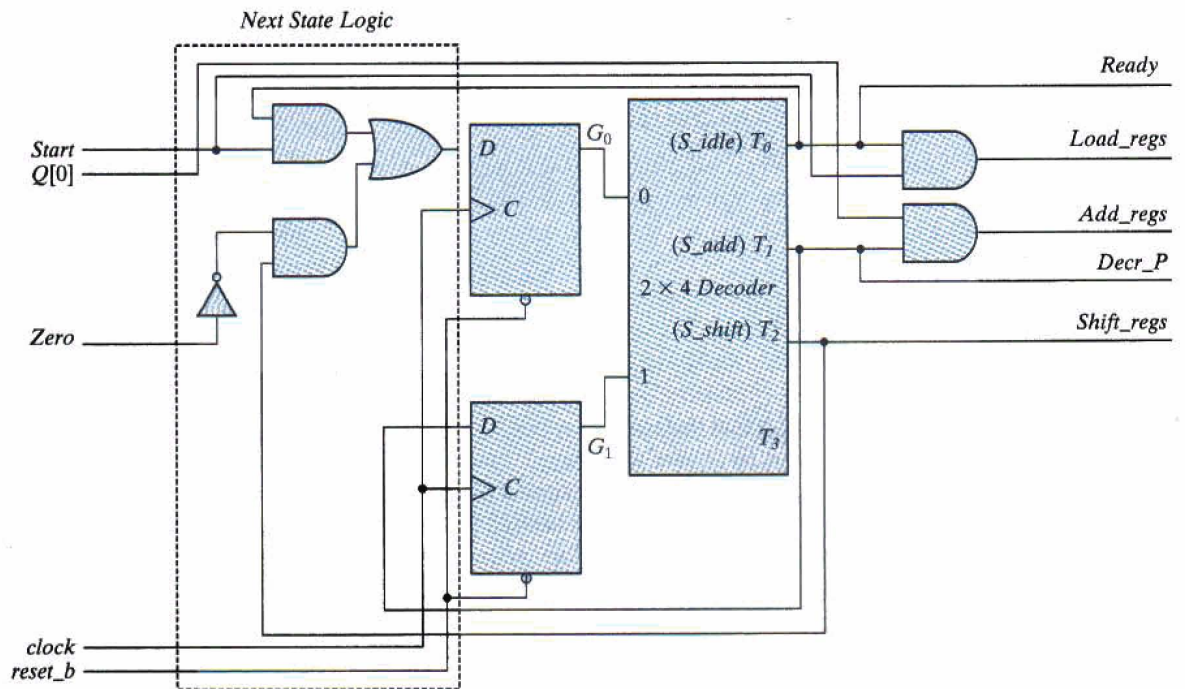 Next State Logic
Ready
Start
Q[0]
D
G₀
(S_idle) T₀
Load_regs
C
0
Add_regs
(S_add) T₁
Decr_P
2 × 4 Decoder
Zero
(S_shift) T₂
Shift_regs
1
D
G₁
T₃
C
clock
reset_b